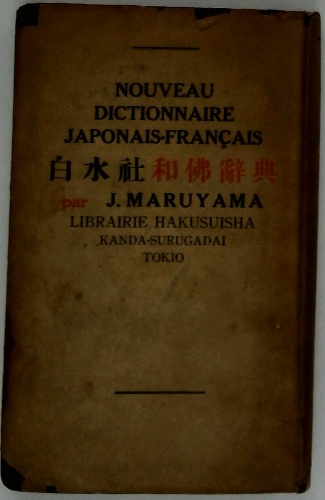 NOUVEAU
DICTIONNAIRE
JAPONAIS-FRANÇAIS
白水社和佛辭典
par J. MARUYAMA
LIBRAIRIE HAKUSUISHA
KANDA-SURUGADAI
TOKIO